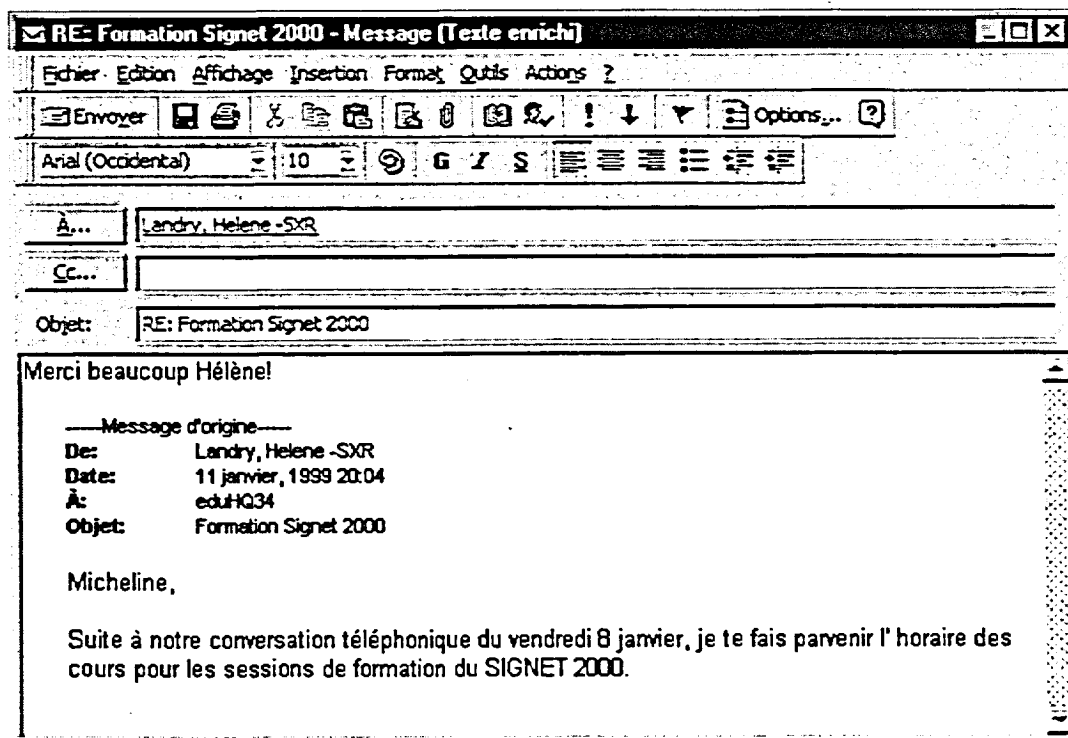 RE: Formation Signet 2000 - Message (Texte enrichi)
Fichier Edition Affichage Insertion Format Outils Actions ?
Envoyer ! Options... ?
Arial (Occidental) 10 G I S
À... Landry, Helene -SXR
Cc...
Objet: RE: Formation Signet 2000
Merci beaucoup Hélène!
-----Message d'origine-----
De: Landry, Helene -SXR
Date: 11 janvier, 1999 20:04
À: eduHQ34
Objet: Formation Signet 2000
Micheline,
Suite à notre conversation téléphonique du vendredi 8 janvier, je te fais parvenir l' horaire des
cours pour les sessions de formation du SIGNET 2000.